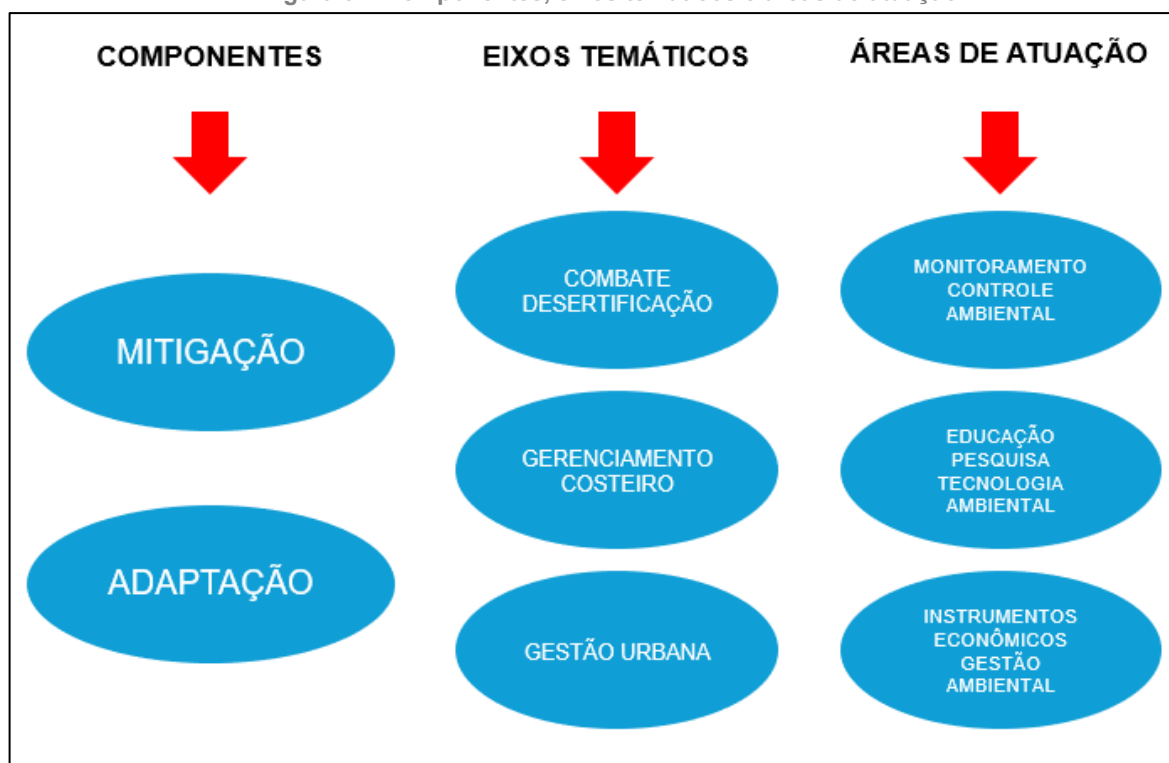 COMPONENTES
EIXOS TEMÁTICOS
ÁREAS DE ATUAÇÃO
MITIGAÇÃO
ADAPTAÇÃO
COMBATE
DESERTIFICAÇÃO
GERENCIAMENTO
COSTEIRO
GESTÃO URBANA
MONITORAMENTO
CONTROLE
AMBIENTAL
EDUCAÇÃO
PESQUISA
TECNOLOGIA
AMBIENTAL
INSTRUMENTOS
ECONÔMICOS
GESTÃO
AMBIENTAL